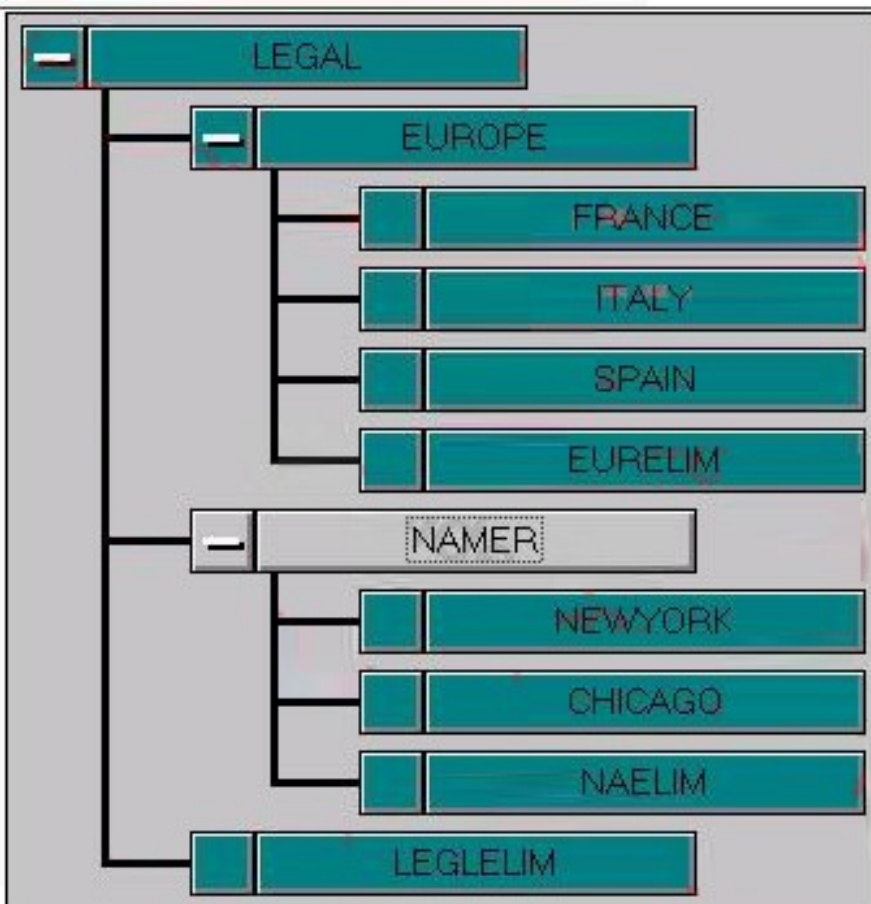 LEGAL
EUROPE
FRANCE
ITALY
SPAIN
EURELIM
NAMER
NEWYORK
CHICAGO
NAELIM
LEGLELIM